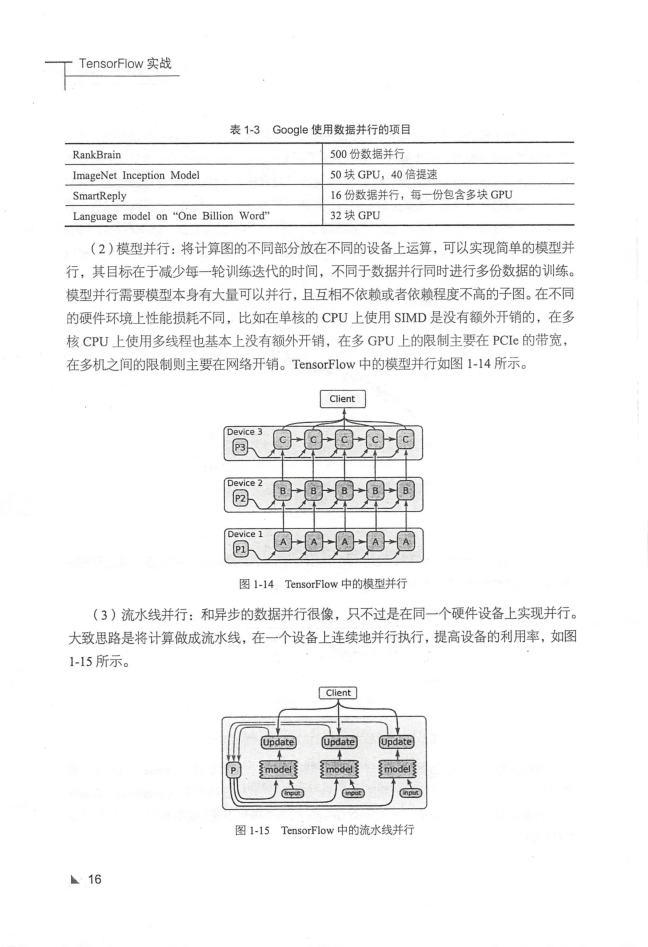 TensorFlow 实战
表 1-3 Google 使用数据并行的项目
RankBrain 500 份数据并行
ImageNet Inception Model 50 块 GPU，40 倍提速
SmartReply 16 份数据并行，每一份包含多块 GPU
Language model on “One Billion Word” 32 块 GPU
（2）模型并行：将计算图的不同部分放在不同的设备上运算，可以实现简单的模型并
行，其目标在于减少每一轮训练迭代的时间，不同于数据并行同时进行多份数据的训练。
模型并行需要模型本身有大量可以并行，且互相不依赖或者依赖程度不高的子图。在不同
的硬件环境上性能损耗不同，比如在单核的 CPU 上使用 SIMD 是没有额外开销的，在多
核 CPU 上使用多线程也基本上没有额外开销，在多 GPU 上的限制主要在 PCIe 的带宽，
在多机之间的限制则主要在网络开销。TensorFlow 中的模型并行如图 1-14 所示。
Client
Device 3
P3 C C C C C
Device 2
P2 B B B B B
Device 1
P1 A A A A A
图 1-14 TensorFlow 中的模型并行
（3）流水线并行：和异步的数据并行很像，只不过是在同一个硬件设备上实现并行。
大致思路是将计算做成流水线，在一个设备上连续地并行执行，提高设备的利用率，如图
1-15 所示。
Client
Update Update Update
P model model model
input input input
图 1-15 TensorFlow 中的流水线并行
16